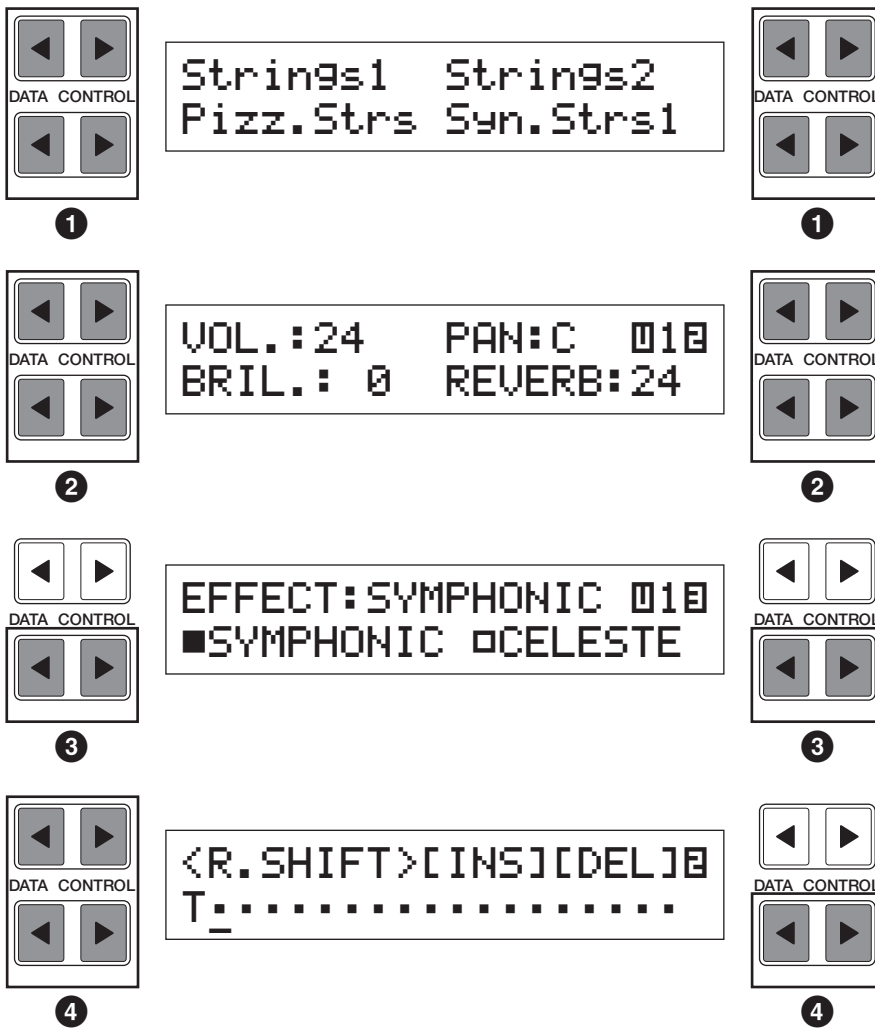 DATA CONTROL
Strings1 Strings2
Pizz.Strs Syn.Strs1
DATA CONTROL
1
1
DATA CONTROL
VOL.:24 PAN:C U12
BRIL.: 0 REVERB:24
DATA CONTROL
2
2
DATA CONTROL
EFFECT:SYMPHONIC U13
■SYMPHONIC □CELESTE
DATA CONTROL
3
3
DATA CONTROL
<R.SHIFT>[INS][DEL]2
T..................
DATA CONTROL
4
4